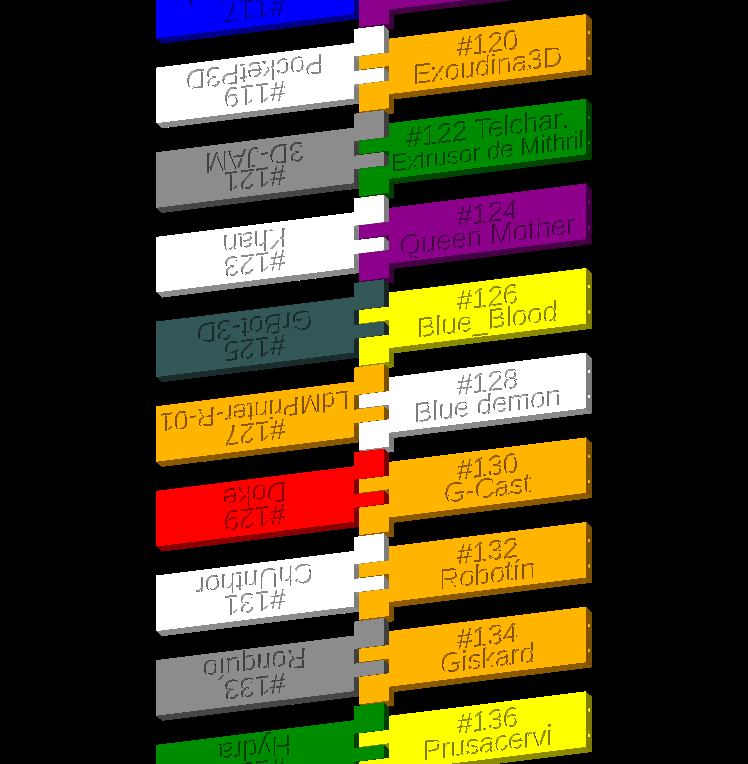 #117
#120
Exoudina3D
#119
PocketP3D
#122 Telchar.
Extrusor de Mithril
#121
3D-JAM
#124
Queen Mother
#123
Khan
#126
Blue_Blood
#125
GrBot-3D
#128
Blue demon
#127
LdMPrinter-R-01
#130
G-Cast
#129
Doke
#132
Robotín
#131
ChUnthor
#134
Giskard
#133
Ronquio
#136
Prusacervi
Hydra